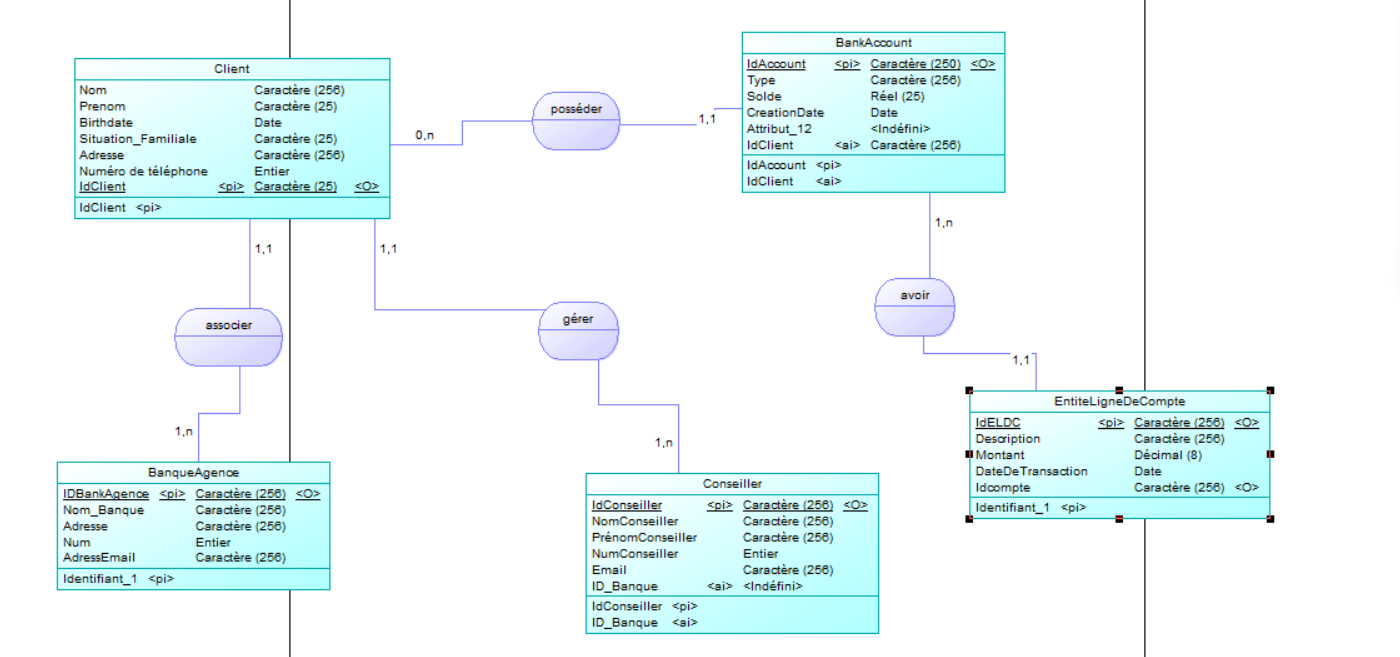 Client
Nom Caractère (256)
Prenom Caractère (25)
Birthdate Date
Situation_Familiale Caractère (25)
Adresse Caractère (256)
Numéro de téléphone Entier
IdClient <pi> Caractère (25) <O>
IdClient <pi>
0,n
posséder
1,1
BankAccount
IdAccount <pi> Caractère (250) <O>
Type Caractère (256)
Solde Réel (25)
CreationDate Date
Attribut_12 <Indéfini>
IdClient <ai> Caractère (256)
IdAccount <pi>
IdClient <ai>
1,1
associer
1,n
1,1
gérer
1,n
1,n
avoir
1,1
BanqueAgence
IDBankAgence <pi> Caractère (256) <O>
Nom_Banque Caractère (256)
Adresse Caractère (256)
Num Entier
AdressEmail Caractère (256)
Identifiant_1 <pi>
Conseiller
IdConseiller <pi> Caractère (256) <O>
NomConseiller Caractère (256)
PrénomConseiller Caractère (256)
NumConseiller Entier
Email Caractère (256)
ID_Banque <ai> <Indéfini>
IdConseiller <pi>
ID_Banque <ai>
EntiteLigneDeCompte
IdELDC <pi> Caractère (256) <O>
Description Caractère (256)
Montant Décimal (8)
DateDeTransaction Date
Idcompte Caractère (256) <O>
Identifiant_1 <pi>